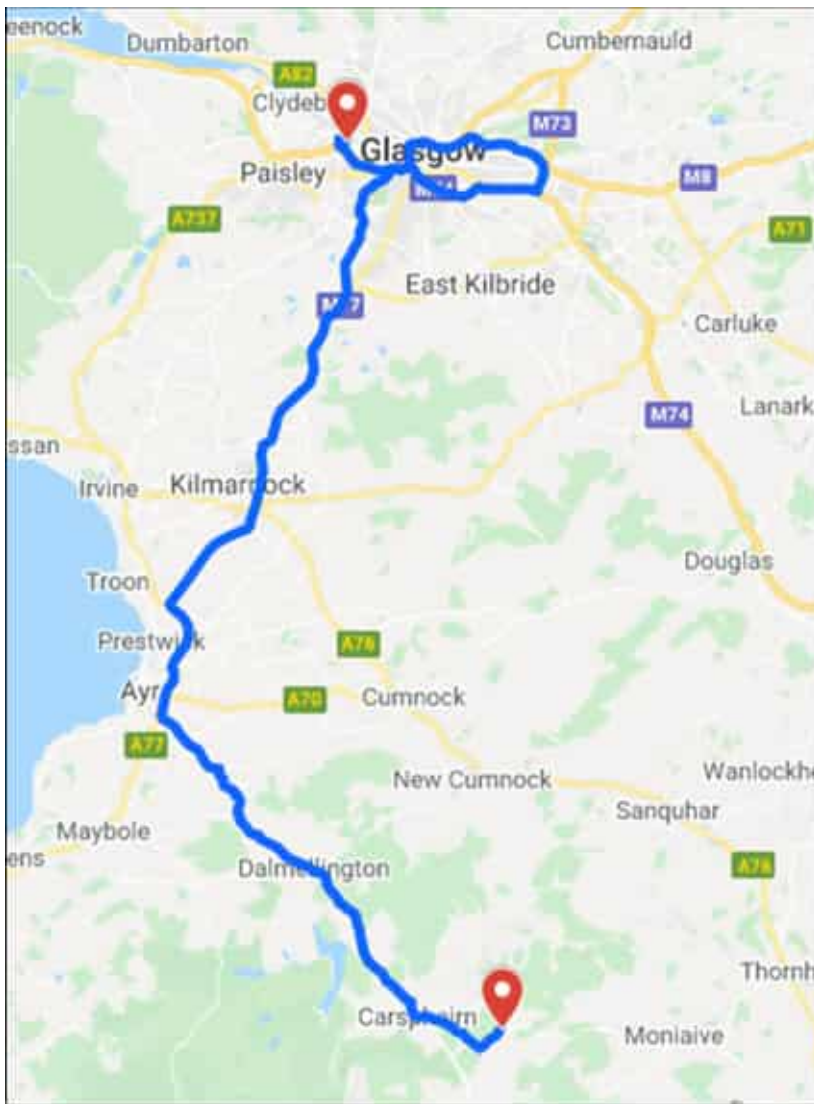 eenock
Dumbarton
Cumbernauld
A82
Clydeb
M73
Glasgow
Paisley
M8
A737
A71
East Kilbride
Carluke
M74
Lanark
ssan
Irvine
Kilmarnock
Douglas
Troon
Prestwick
A76
Ayr
A70
Cumnock
A77
New Cumnock
Wanlockh
Sanquhar
Maybole
ens
Dalmellington
A76
Thornh
Carsphairn
Moniaive